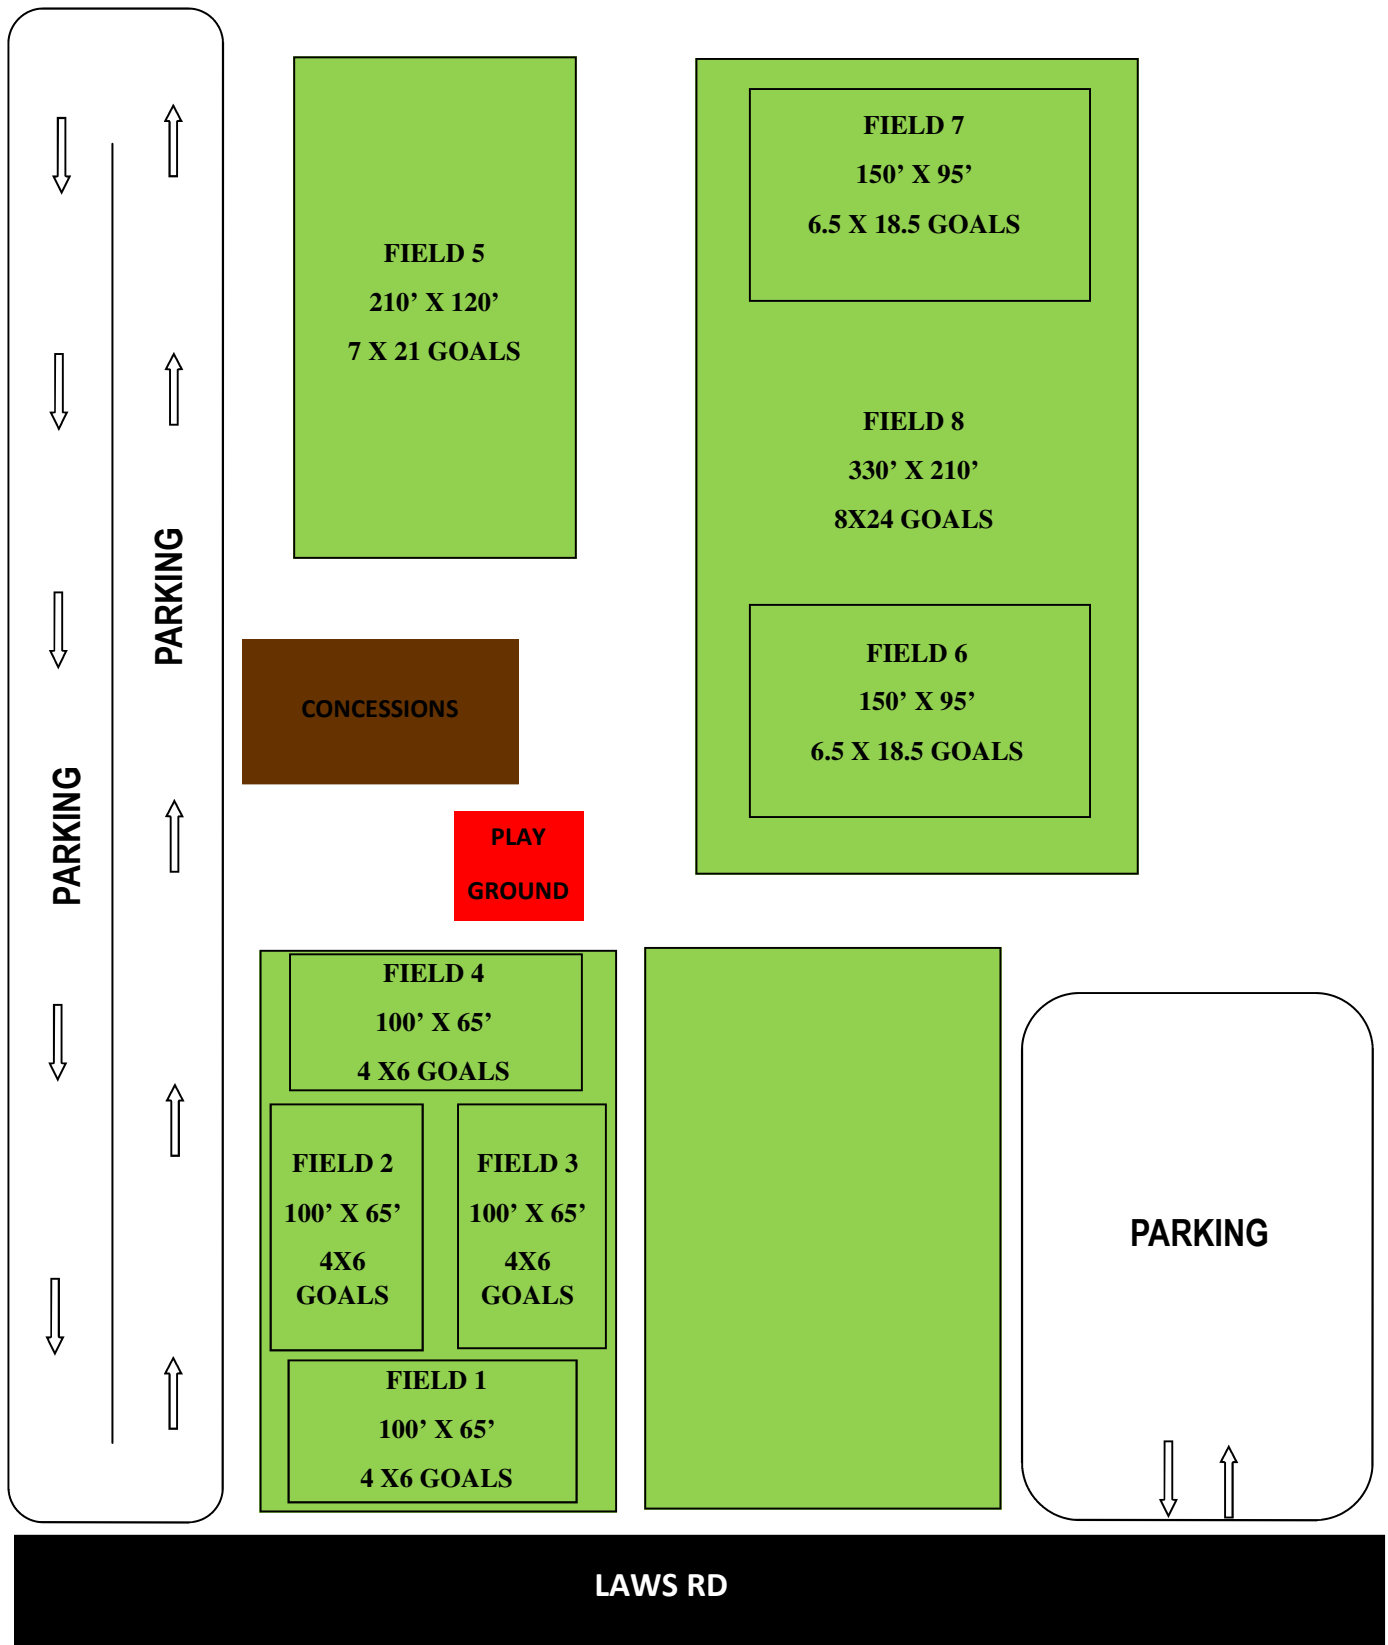 FIELD 7
150’ X 95’
6.5 X 18.5 GOALS
FIELD 5
210’ X 120’
7 X 21 GOALS
FIELD 8
330’ X 210’
8X24 GOALS
PARKING
FIELD 6
150’ X 95’
6.5 X 18.5 GOALS
CONCESSIONS
PARKING
PLAY
GROUND
FIELD 4
100’ X 65’
4 X6 GOALS
FIELD 2
100’ X 65’
4X6
GOALS
FIELD 3
100’ X 65’
4X6
GOALS
PARKING
FIELD 1
100’ X 65’
4 X6 GOALS
LAWS RD